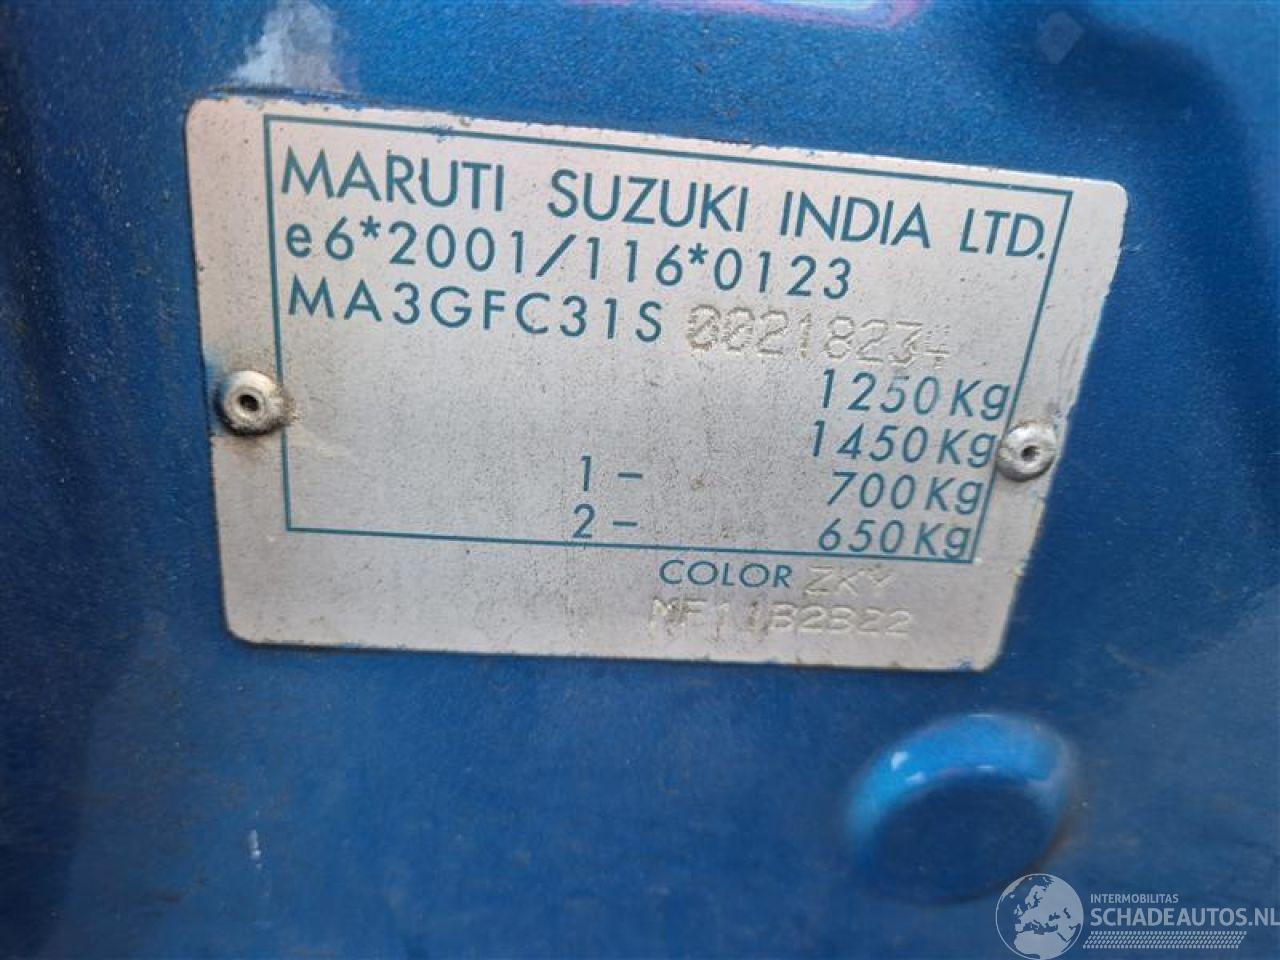 MARUTI SUZUKI INDIA LTD.
e6*2001/116*0123
MA3GFC31S 00218234
1250Kg
1450Kg
1- 700Kg
2- 650Kg
COLOR ZKY
MF11B2B22
INTERMOBILITAS
SCHADEAUTOS.NL